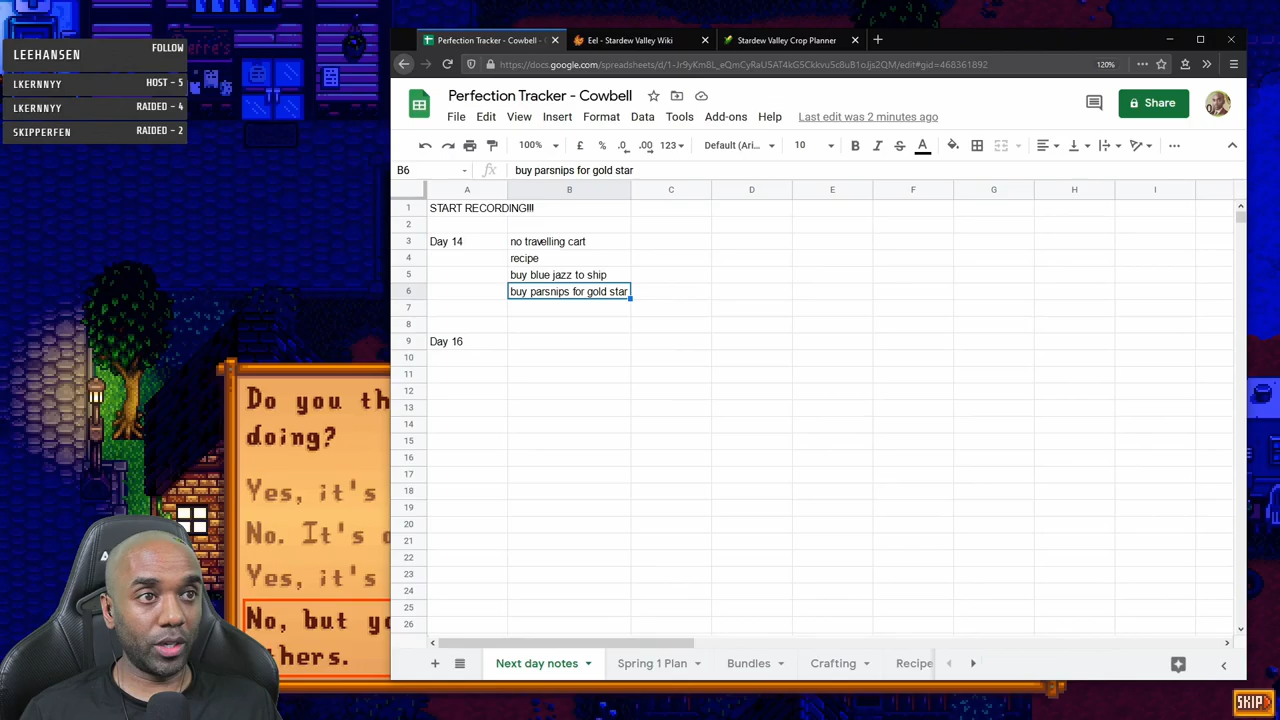 Pierre's
LEEHANSEN FOLLOW
LKERNNYY HOST - 5
LKERNNYY RAIDED - 4
SKIPPERFEN RAIDED - 2
Perfection Tracker - Cowbell -
Eel - Stardew Valley Wiki
Stardew Valley Crop Planner
120%
Perfection Tracker - Cowbell
Share
File Edit View Insert Format Data Tools Add-ons Help Last edit was 2 minutes ago
100% £ % .0 .00 123 Default (Ari... 10 B I S A
B6 fx buy parsnips for gold star
A B C D E F G H I
1 START RECORDING!!!
2
3 Day 14 no travelling cart
4 recipe
5 buy blue jazz to ship
6 buy parsnips for gold star
7
8
9 Day 16
10
11
12
13
14
15
16
17
18
19
20
21
22
23
24
25
26
Next day notes Spring 1 Plan Bundles Crafting Recipe
Do you th
doing?
Yes, it's
No. It's
Yes, it's
No, but yo
thers.
SKIP